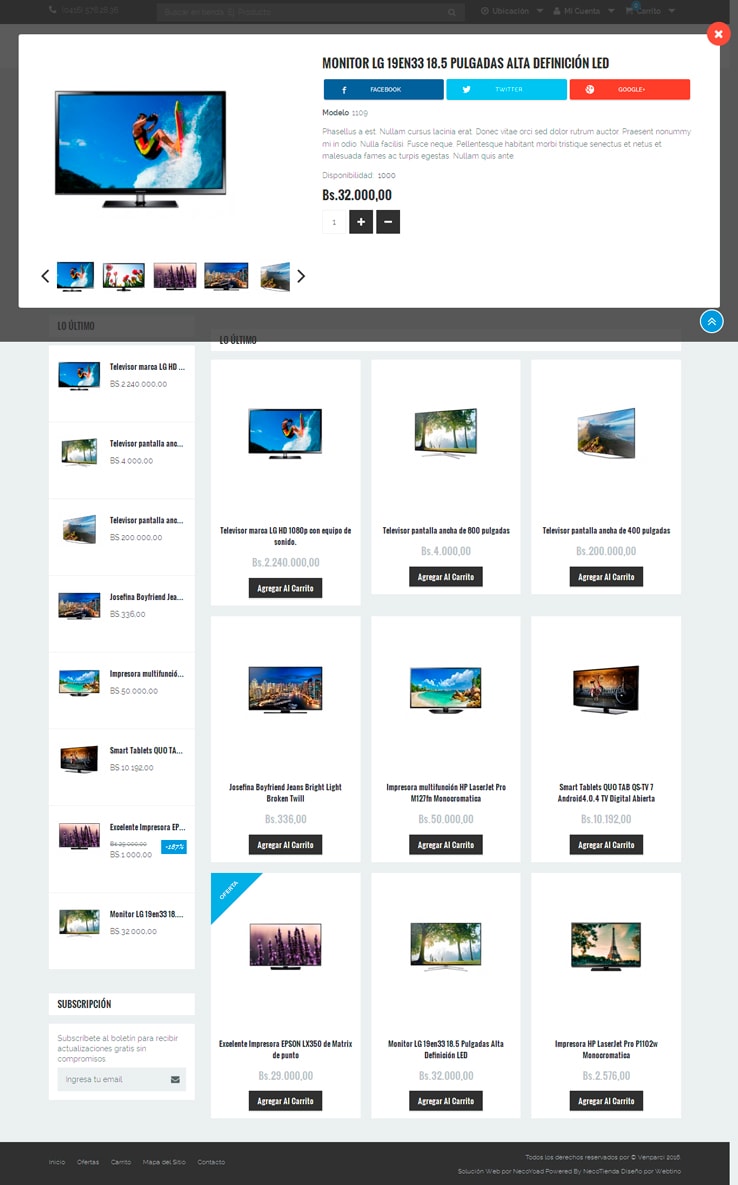 (0416) 579.28.36
Buscar en tienda. Ej. Producto
Ubicación
Mi Cuenta
Carrito
MONITOR LG 19EN33 18.5 PULGADAS ALTA DEFINICIÓN LED
FACEBOOK
TWITTER
GOOGLE+
Modelo 1109
Phasellus a est. Nullam cursus lacinia erat. Donec vitae orci sed dolor rutrum auctor. Praesent nonummy
mi in odio. Nulla facilisi. Fusce neque. Pellentesque habitant morbi tristique senectus et netus et
malesuada fames ac turpis egestas. Nullam quis ante.
Disponibilidad: 1000
Bs.32.000,00
1
LO ÚLTIMO
Televisor marca LG HD ...
BS 2.240.000,00
Televisor pantalla anc...
BS.4.000,00
Televisor pantalla anc...
BS.200.000,00
Josefina Boyfriend Jea...
BS.336,00
Impresora multifunció...
BS.50.000,00
Smart Tablets QUO TA...
BS.10.192,00
Excelente Impresora EP...
Bs.29.000,00
BS.1.000,00
-187%
Monitor LG 19en33 18....
BS 32.000,00
SUBSCRIPCIÓN
Subscríbete al boletín para recibir
actualizaciones gratis sin
compromisos
Ingresa tu email
LO ÚLTIMO
Televisor marca LG HD 1080p con equipo de
sonido.
Bs.2.240.000,00
Agregar Al Carrito
Televisor pantalla ancha de 800 pulgadas
Bs.4.000,00
Agregar Al Carrito
Televisor pantalla ancha de 400 pulgadas
Bs.200.000,00
Agregar Al Carrito
Josefina Boyfriend Jeans Bright Light
Broken Twill
Bs.336,00
Agregar Al Carrito
Impresora multifunción HP LaserJet Pro
M127fn Monocromatica
Bs.50.000,00
Agregar Al Carrito
Smart Tablets QUO TAB QS-TV 7
Android4.0.4 TV Digital Abierta
Bs.10.192,00
Agregar Al Carrito
OFERTA
Excelente Impresora EPSON LX350 de Matrix
de punto
Bs.29.000,00
Agregar Al Carrito
Monitor LG 19en33 18.5 Pulgadas Alta
Definición LED
Bs.32.000,00
Agregar Al Carrito
Impresora HP LaserJet Pro P1102w
Monocromatica
Bs.2.576,00
Agregar Al Carrito
Inicio
Ofertas
Carrito
Mapa del Sitio
Contacto
Todos los derechos reservados por © Venparci 2016.
Solución Web por NecoYoad Powered By NecoTienda Diseño por Webtino